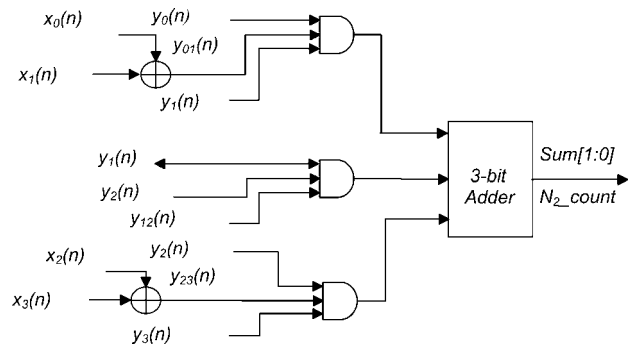 x0(n)
y0(n)
y01(n)
x1(n)
y1(n)
y1(n)
y2(n)
y12(n)
3-bit
Adder
Sum[1:0]
N2_count
x2(n)
y2(n)
y23(n)
x3(n)
y3(n)